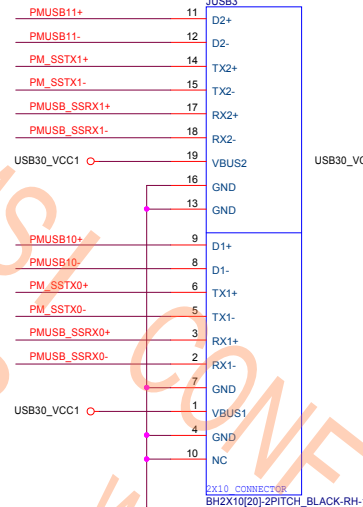 JUSB3
PMUSB11+ 11 D2+
PMUSB11- 12 D2-
PM_SSTX1+ 14 TX2+
PM_SSTX1- 15 TX2-
PMUSB_SSRX1+ 17 RX2+
PMUSB_SSRX1- 18 RX2-
USB30_VCC1 19 VBUS2 USB30_VC
16 GND
13 GND
PMUSB10+ 9 D1+
PMUSB10- 8 D1-
PM_SSTX0+ 6 TX1+
PM_SSTX0- 5 TX1-
PMUSB_SSRX0+ 3 RX1+
PMUSB_SSRX0- 2 RX1-
7 GND
USB30_VCC1 1 VBUS1
4 GND
10 NC
2X10 CONNECTOR
BH2X10[20]-2PITCH_BLACK-RH-
MSI CONF